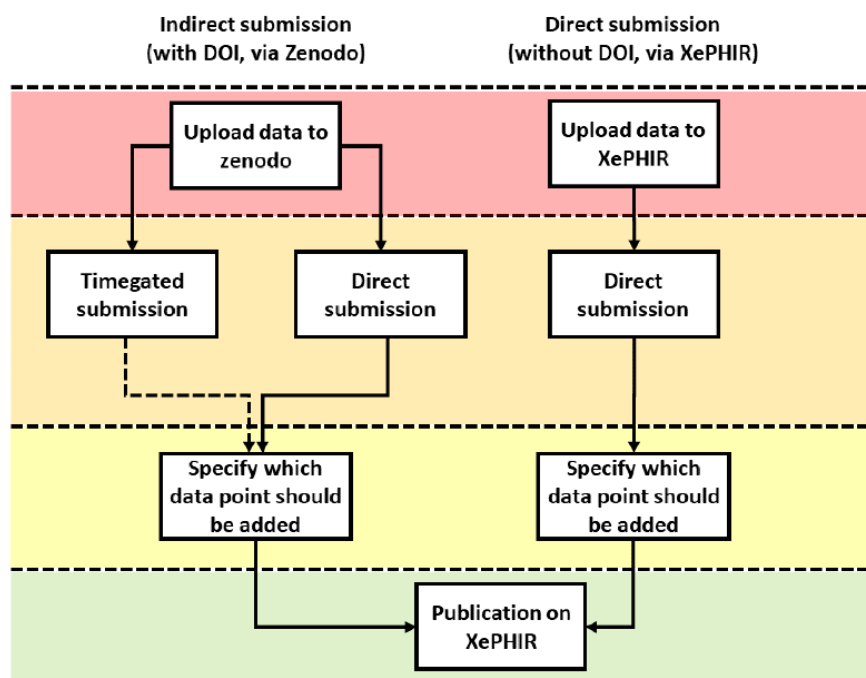 Indirect submission
(with DOI, via Zenodo)
Direct submission
(without DOI, via XePHIR)
Upload data to
zenodo
Upload data to
XePHIR
Timegated
submission
Direct
submission
Direct
submission
Specify which
data point should
be added
Specify which
data point should
be added
Publication on
XePHIR